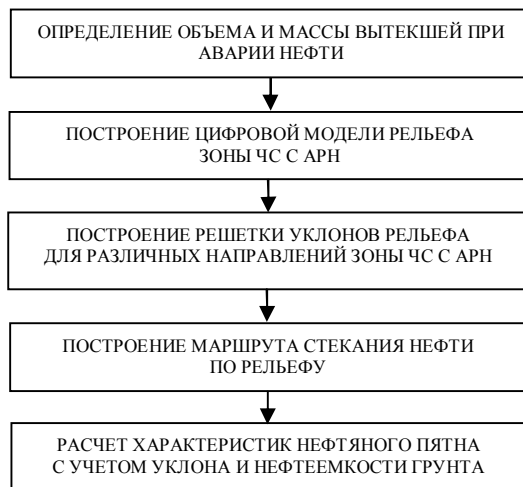 ОПРЕДЕЛЕНИЕ ОБЪЕМА И МАССЫ ВЫТЕКШЕЙ ПРИ
АВАРИИ НЕФТИ
ПОСТРОЕНИЕ ЦИФРОВОЙ МОДЕЛИ РЕЛЬЕФА
ЗОНЫ ЧС С АРН
ПОСТРОЕНИЕ РЕШЕТКИ УКЛОНОВ РЕЛЬЕФА
ДЛЯ РАЗЛИЧНЫХ НАПРАВЛЕНИЙ ЗОНЫ ЧС С АРН
ПОСТРОЕНИЕ МАРШРУТА СТЕКАНИЯ НЕФТИ
ПО РЕЛЬЕФУ
РАСЧЕТ ХАРАКТЕРИСТИК НЕФТЯНОГО ПЯТНА
С УЧЕТОМ УКЛОНА И НЕФТЕЕМКОСТИ ГРУНТА